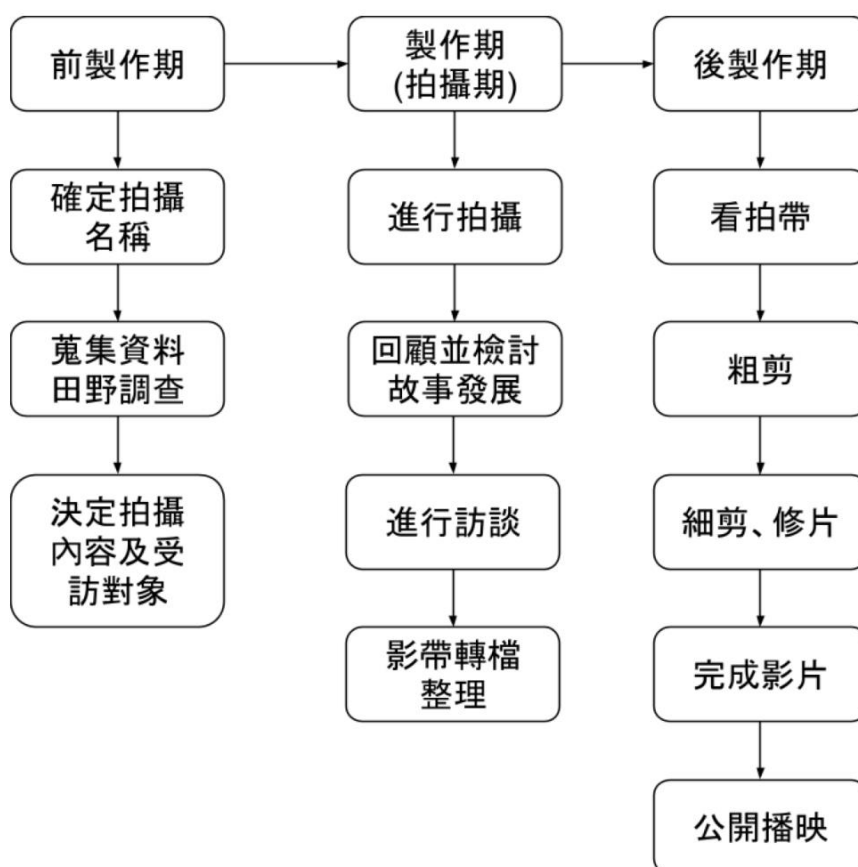 前製作期
確定拍攝
名稱
蒐集資料
田野調查
決定拍攝
內容及受
訪對象
製作期
(拍攝期)
進行拍攝
回顧並檢討
故事發展
進行訪談
影帶轉檔
整理
後製作期
看拍帶
粗剪
細剪、修片
完成影片
公開播映